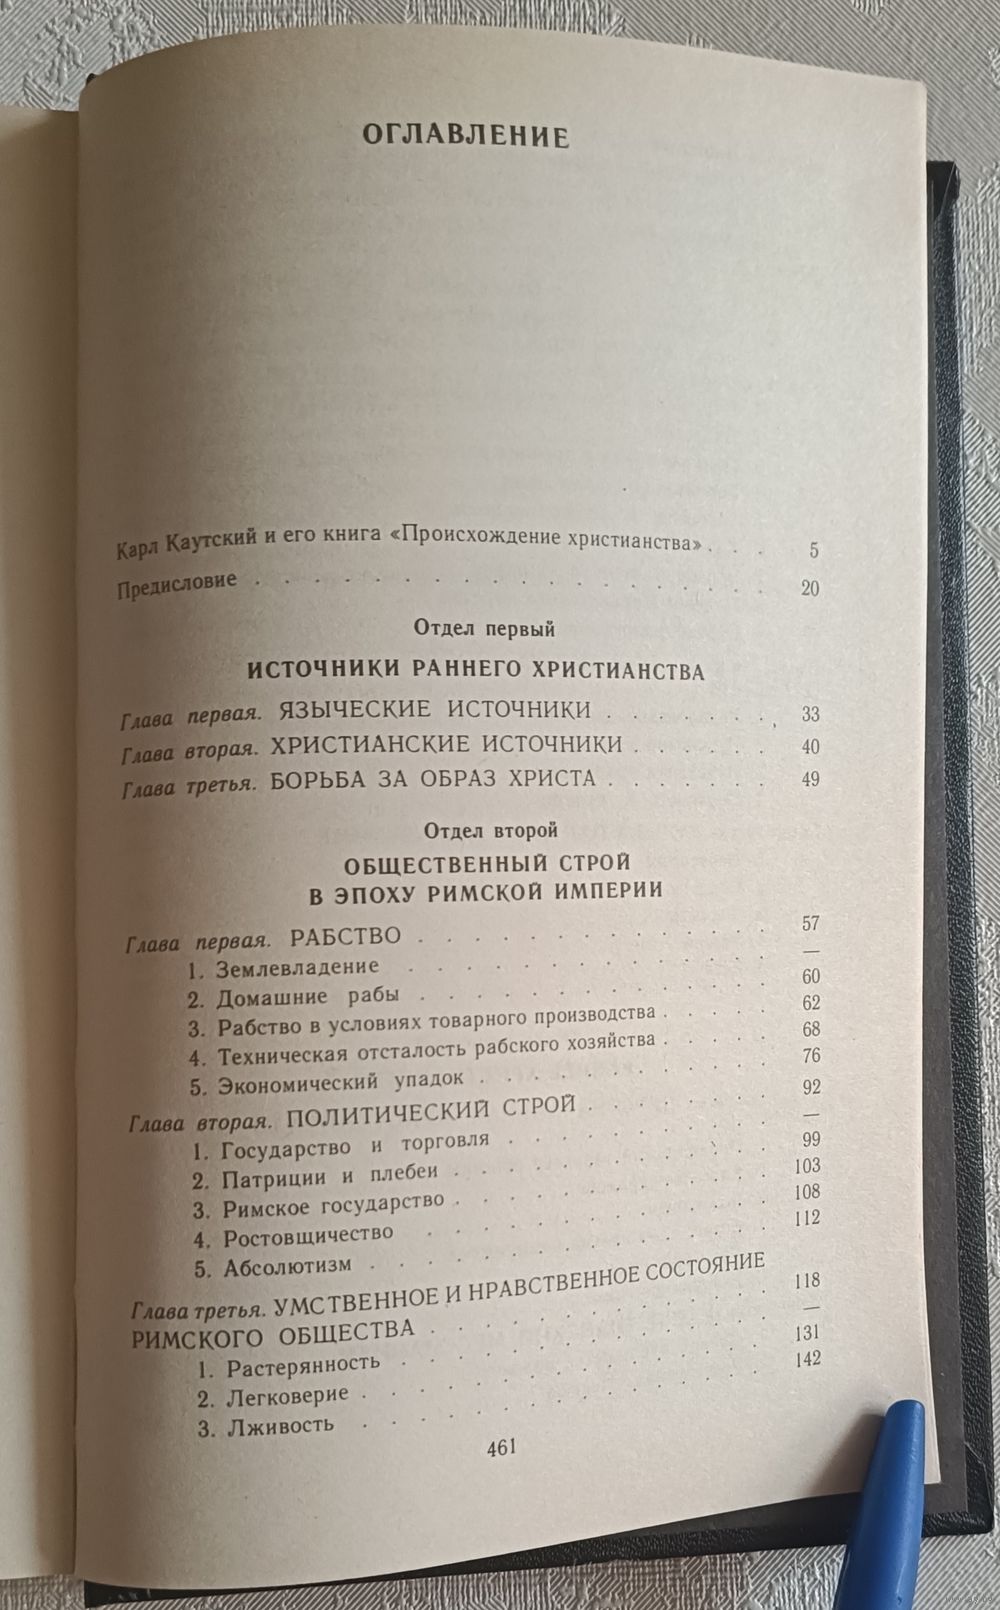 ОГЛАВЛЕНИЕ
Карл Каутский и его книга «Происхождение христианства» . . . 5
Предисловие . . . . . . . . . . . . . . . . . . 20
Отдел первый
ИСТОЧНИКИ РАННЕГО ХРИСТИАНСТВА
Глава первая. ЯЗЫЧЕСКИЕ ИСТОЧНИКИ . . . . . . . 33
Глава вторая. ХРИСТИАНСКИЕ ИСТОЧНИКИ . . . . . . 40
Глава третья. БОРЬБА ЗА ОБРАЗ ХРИСТА . . . . . . 49
Отдел второй
ОБЩЕСТВЕННЫЙ СТРОЙ
В ЭПОХУ РИМСКОЙ ИМПЕРИИ
Глава первая. РАБСТВО . . . . . . . . . . . . . 57
1. Землевладение . . . . . . . . . . . . . —
2. Домашние рабы . . . . . . . . . . . . . 60
3. Рабство в условиях товарного производства . . . . . 62
4. Техническая отсталость рабского хозяйства . . . . . 68
5. Экономический упадок . . . . . . . . . . . 76
Глава вторая. ПОЛИТИЧЕСКИЙ СТРОЙ . . . . . . . 92
1. Государство и торговля . . . . . . . . . . —
2. Патриции и плебеи . . . . . . . . . . . . 99
3. Римское государство . . . . . . . . . . . . 103
4. Ростовщичество . . . . . . . . . . . . . 108
5. Абсолютизм . . . . . . . . . . . . . . 112
Глава третья. УМСТВЕННОЕ И НРАВСТВЕННОЕ СОСТОЯНИЕ
РИМСКОГО ОБЩЕСТВА . . . . . . . . . . . . 118
1. Растерянность . . . . . . . . . . . . . —
2. Легковерие . . . . . . . . . . . . . . 131
3. Лживость . . . . . . . . . . . . . . 142
461